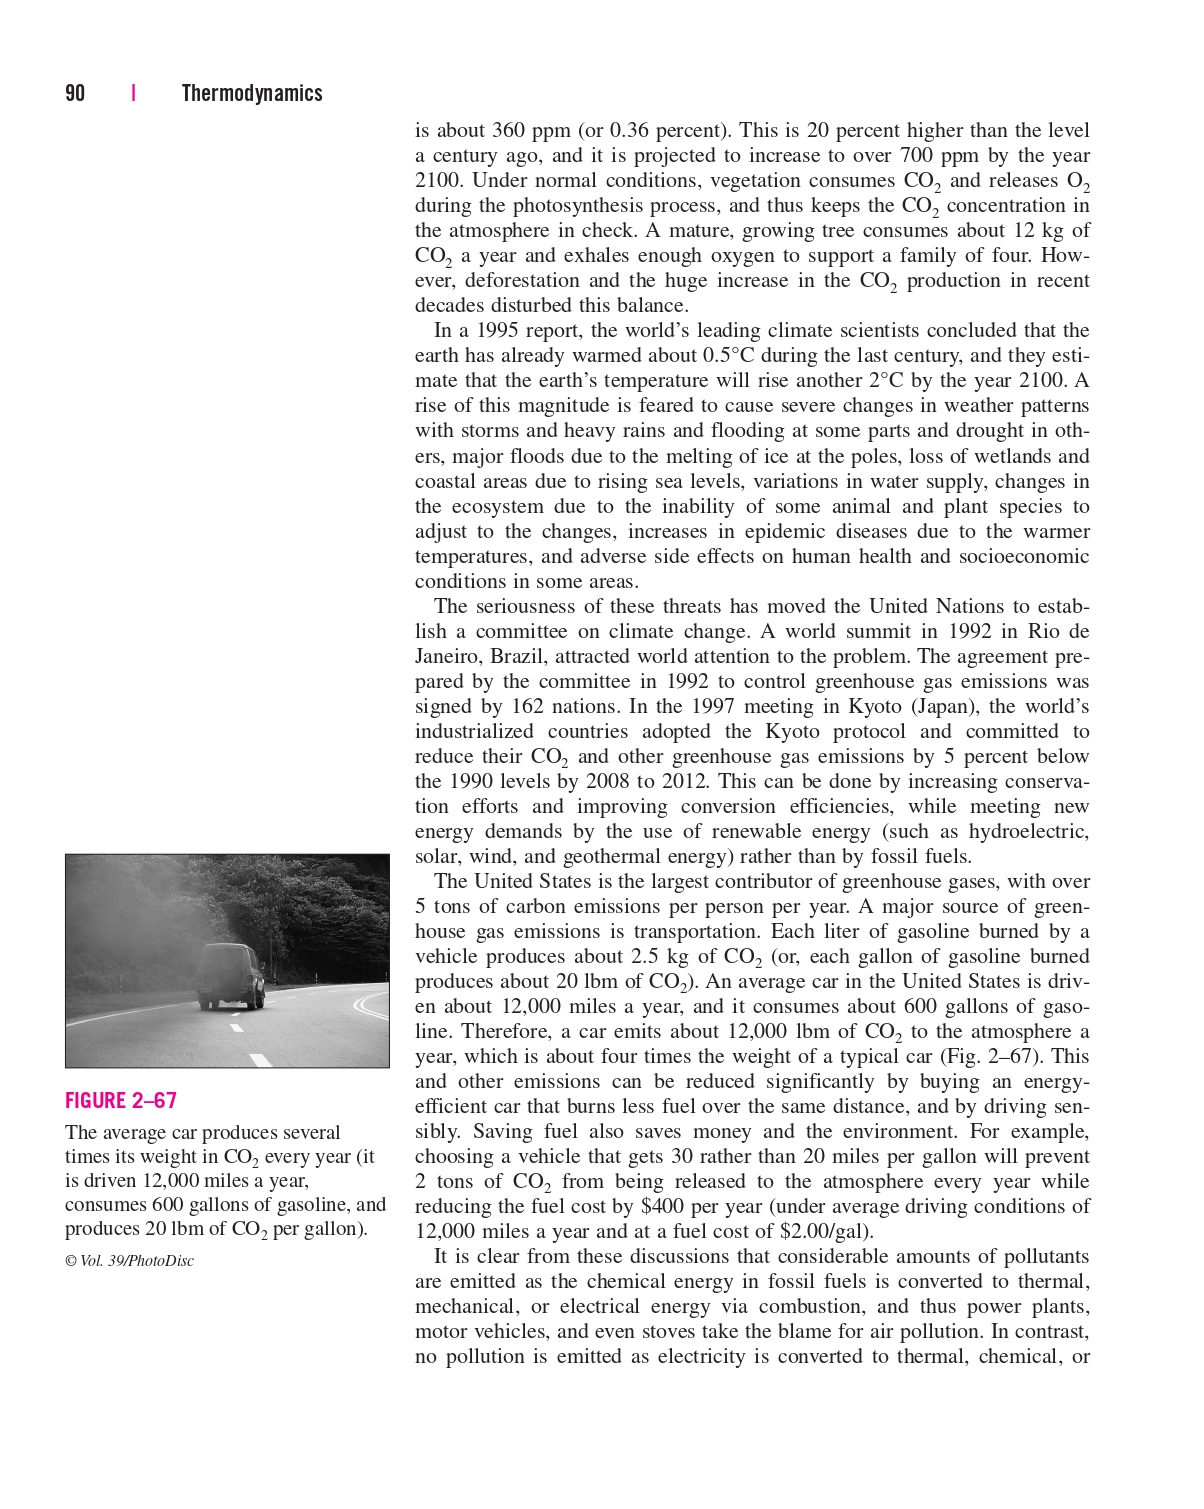 90 | Thermodynamics
is about 360 ppm (or 0.36 percent). This is 20 percent higher than the level
a century ago, and it is projected to increase to over 700 ppm by the year
2100. Under normal conditions, vegetation consumes CO₂ and releases O₂
during the photosynthesis process, and thus keeps the CO₂ concentration in
the atmosphere in check. A mature, growing tree consumes about 12 kg of
CO₂ a year and exhales enough oxygen to support a family of four. How-
ever, deforestation and the huge increase in the CO₂ production in recent
decades disturbed this balance.
In a 1995 report, the world's leading climate scientists concluded that the
earth has already warmed about 0.5°C during the last century, and they esti-
mate that the earth's temperature will rise another 2°C by the year 2100. A
rise of this magnitude is feared to cause severe changes in weather patterns
with storms and heavy rains and flooding at some parts and drought in oth-
ers, major floods due to the melting of ice at the poles, loss of wetlands and
coastal areas due to rising sea levels, variations in water supply, changes in
the ecosystem due to the inability of some animal and plant species to
adjust to the changes, increases in epidemic diseases due to the warmer
temperatures, and adverse side effects on human health and socioeconomic
conditions in some areas.
The seriousness of these threats has moved the United Nations to estab-
lish a committee on climate change. A world summit in 1992 in Rio de
Janeiro, Brazil, attracted world attention to the problem. The agreement pre-
pared by the committee in 1992 to control greenhouse gas emissions was
signed by 162 nations. In the 1997 meeting in Kyoto (Japan), the world's
industrialized countries adopted the Kyoto protocol and committed to
reduce their CO₂ and other greenhouse gas emissions by 5 percent below
the 1990 levels by 2008 to 2012. This can be done by increasing conserva-
tion efforts and improving conversion efficiencies, while meeting new
energy demands by the use of renewable energy (such as hydroelectric,
solar, wind, and geothermal energy) rather than by fossil fuels.
The United States is the largest contributor of greenhouse gases, with over
5 tons of carbon emissions per person per year. A major source of green-
house gas emissions is transportation. Each liter of gasoline burned by a
vehicle produces about 2.5 kg of CO₂ (or, each gallon of gasoline burned
produces about 20 lbm of CO₂). An average car in the United States is driv-
en about 12,000 miles a year, and it consumes about 600 gallons of gaso-
line. Therefore, a car emits about 12,000 lbm of CO₂ to the atmosphere a
year, which is about four times the weight of a typical car (Fig. 2–67). This
and other emissions can be reduced significantly by buying an energy-
efficient car that burns less fuel over the same distance, and by driving sen-
sibly. Saving fuel also saves money and the environment. For example,
choosing a vehicle that gets 30 rather than 20 miles per gallon will prevent
2 tons of CO₂ from being released to the atmosphere every year while
reducing the fuel cost by $400 per year (under average driving conditions of
12,000 miles a year and at a fuel cost of $2.00/gal).
It is clear from these discussions that considerable amounts of pollutants
are emitted as the chemical energy in fossil fuels is converted to thermal,
mechanical, or electrical energy via combustion, and thus power plants,
motor vehicles, and even stoves take the blame for air pollution. In contrast,
no pollution is emitted as electricity is converted to thermal, chemical, or
FIGURE 2–67
The average car produces several
times its weight in CO₂ every year (it
is driven 12,000 miles a year,
consumes 600 gallons of gasoline, and
produces 20 lbm of CO₂ per gallon).
© Vol. 39/PhotoDisc